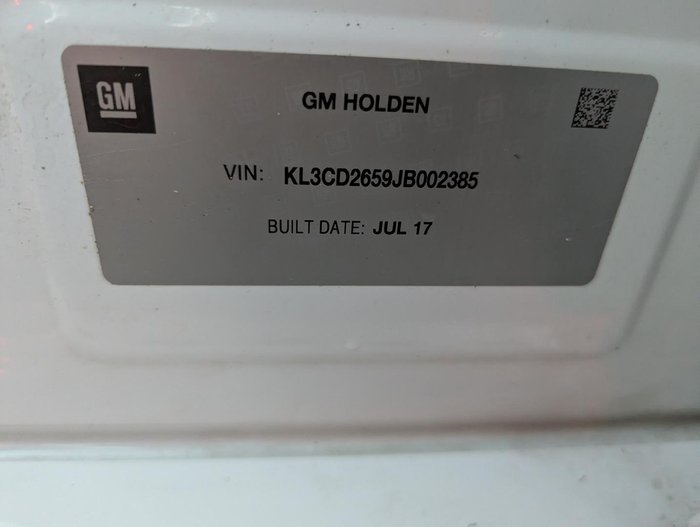 GM
GM HOLDEN
VIN: KL3CD2659JB002385
BUILT DATE: JUL 17